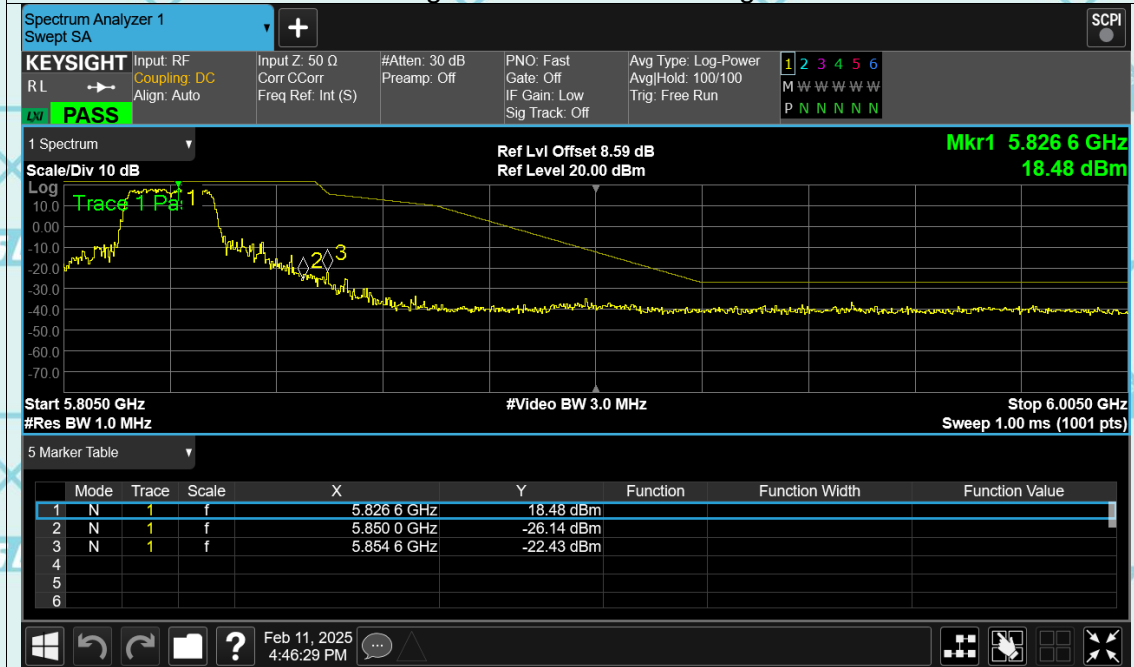 Spectrum Analyzer 1
Swept SA
+
SCPI
KEYSIGHT Input: RF Input Z: 50 Ω #Atten: 30 dB PNO: Fast Avg Type: Log-Power 1 2 3 4 5 6
RL Coupling: DC Corr CCorr Preamp: Off Gate: Off Avg|Hold: 100/100 M W W W W W
Align: Auto Freq Ref: Int (S) IF Gain: Low Trig: Free Run
LXI PASS Sig Track: Off P N N N N N
1 Spectrum Ref Lvl Offset 8.59 dB Mkr1 5.826 6 GHz
Scale/Div 10 dB Ref Level 20.00 dBm 18.48 dBm
Log
Trace 1 Pa
1
10.0
0.00
-10.0
2 3
-20.0
-30.0
-40.0
-50.0
-60.0
-70.0
Start 5.8050 GHz #Video BW 3.0 MHz Stop 6.0050 GHz
#Res BW 1.0 MHz Sweep 1.00 ms (1001 pts)
5 Marker Table
Mode Trace Scale X Y Function Function Width Function Value
1 N 1 f 5.826 6 GHz 18.48 dBm
2 N 1 f 5.850 0 GHz -26.14 dBm
3 N 1 f 5.854 6 GHz -22.43 dBm
4
5
6
? Feb 11, 2025
4:46:29 PM